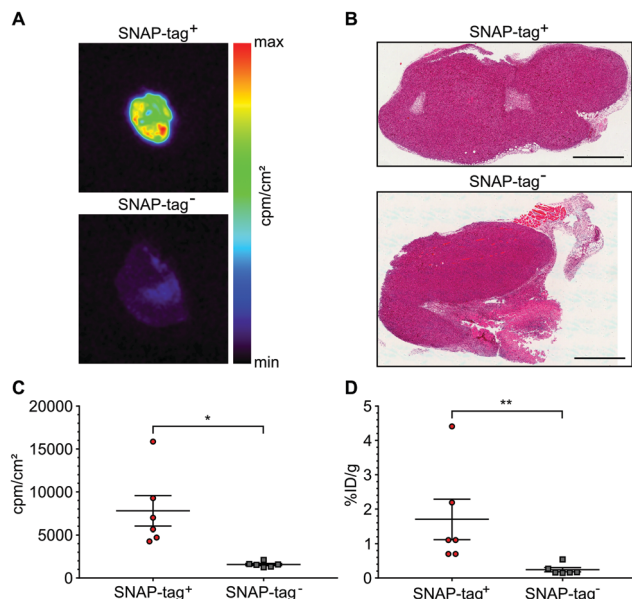 A
SNAP-tag⁺
max
cpm/cm²
SNAP-tag⁻
min
B
SNAP-tag⁺
SNAP-tag⁻
C
20000
15000
10000
5000
0
cpm/cm²
*
SNAP-tag⁺
SNAP-tag⁻
D
5
4
3
2
1
0
%ID/g
**
SNAP-tag⁺
SNAP-tag⁻